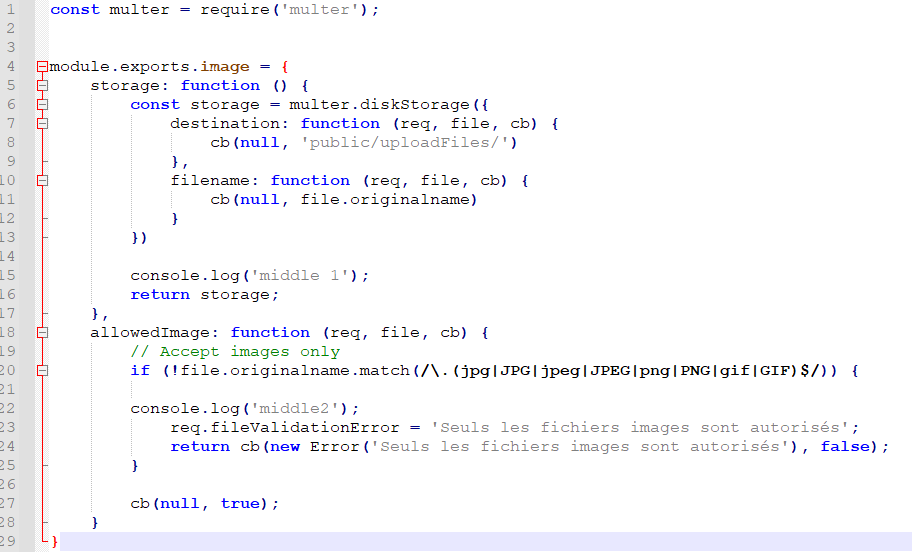 1 const multer = require('multer');
2
3
4 module.exports.image = {
5 storage: function () {
6 const storage = multer.diskStorage({
7 destination: function (req, file, cb) {
8 cb(null, 'public/uploadFiles/')
9 },
10 filename: function (req, file, cb) {
11 cb(null, file.originalname)
12 }
13 })
14
15 console.log('middle 1');
16 return storage;
17 },
18 allowedImage: function (req, file, cb) {
19 // Accept images only
20 if (!file.originalname.match(/\.(jpg|JPG|jpeg|JPEG|png|PNG|gif|GIF)$/)) {
21
22 console.log('middle2');
23 req.fileValidationError = 'Seuls les fichiers images sont autorisés';
24 return cb(new Error('Seuls les fichiers images sont autorisés'), false);
25 }
26
27 cb(null, true);
28 }
29 }